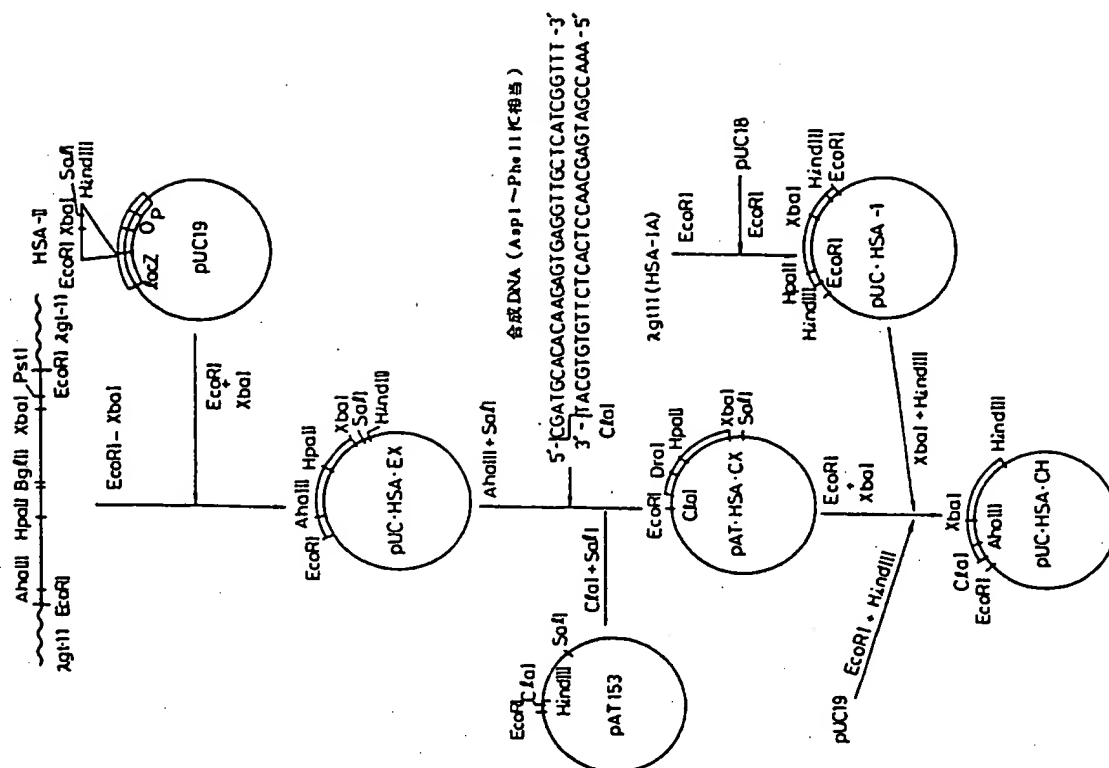 HSA-II
λgt-11 EcoRI AhaIII HpaII BglII XbaI PstI EcoRI λgt-11
EcoRI XbaI SalI
HindIII
lacZ O P
pUC19
EcoRI-XbaI
EcoRI
+
XbaI
EcoRI AhaIII HpaII XbaI SalI HindIII
pUC·HSA·EX
AhaIII+SalI
合成DNA (Asp1~Phe11に相当)
5'-CGATGCACACAAGAGTGAGGTTGCTCATCGGTTT-3'
3'-TACGTGTGTTCTCACTCCAACGAGTAGCCAAA-5'
ClaI
EcoRI ClaI HindIII SalI
pAT153
ClaI+SalI
EcoRI ClaI DraI HpaII XbaI SalI
pAT·HSA·CX
EcoRI
+
XbaI
λgt11(HSA-1A)
EcoRI
pUC18
EcoRI
HindIII HpaII EcoRI XbaI HindIII EcoRI
pUC·HSA-1
XbaI+HindIII
pUC19
EcoRI+HindIII
EcoRI ClaI AhaIII XbaI HindIII
pUC·HSA·CH